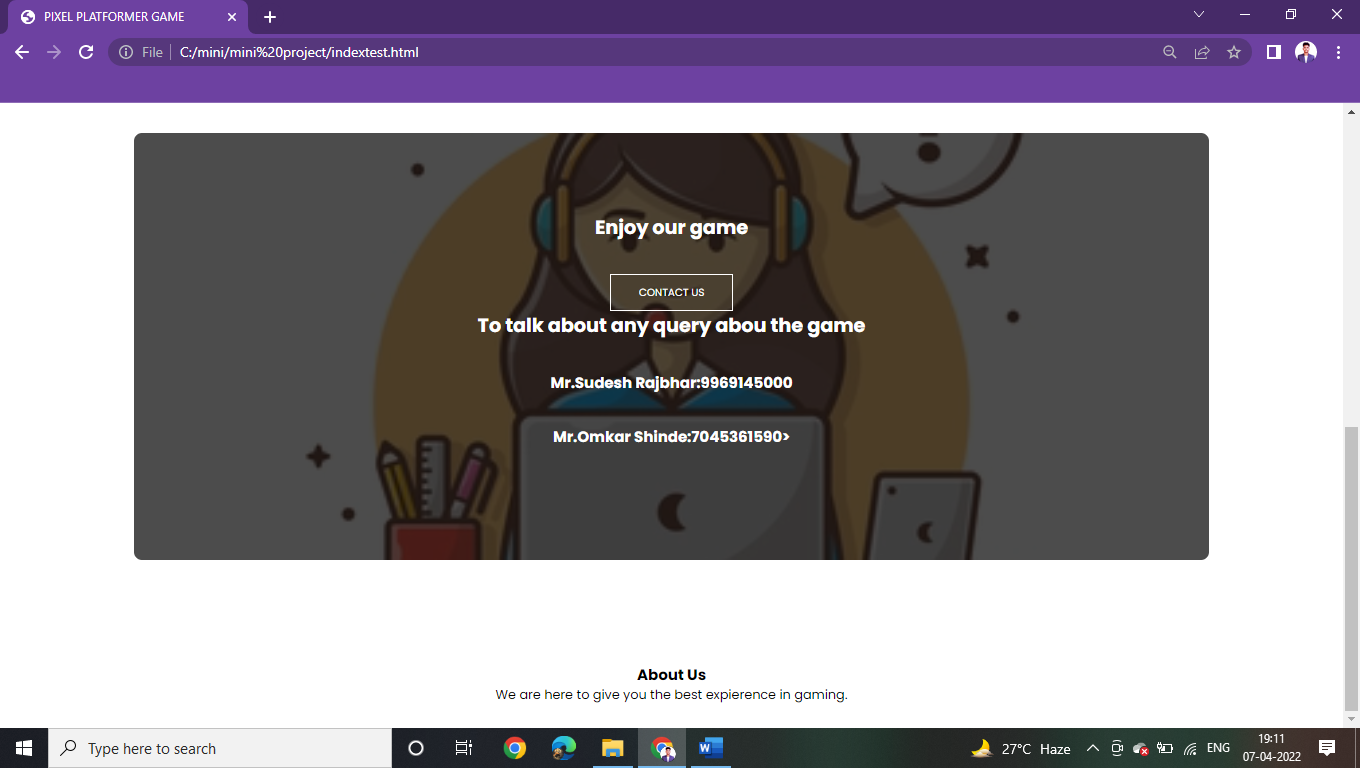 PIXEL PLATFORMER GAME
File
C:/mini/mini%20project/indextest.html
Enjoy our game
CONTACT US
To talk about any query abou the game
Mr.Sudesh Rajbhar:9969145000
Mr.Omkar Shinde:7045361590>
About Us
We are here to give you the best expierence in gaming.
Type here to search
27°C Haze
ENG
19:11
07-04-2022